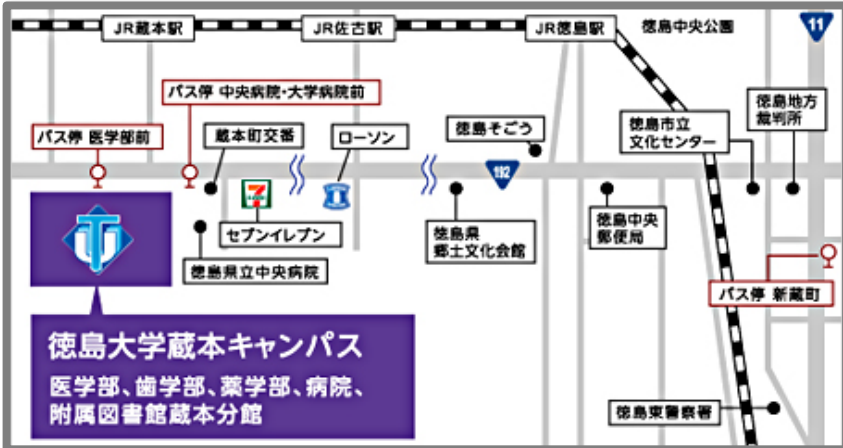 JR蔵本駅
JR佐古駅
JR徳島駅
徳島中央公園
11
バス停 中央病院・大学病院前
バス停 医学部前
蔵本町交番
ローソン
徳島そごう
徳島市立
文化センター
徳島地方
裁判所
192
7
セブンイレブン
徳島県立中央病院
徳島県
郷土文化会館
徳島中央
郵便局
バス停 新蔵町
徳島大学蔵本キャンパス
医学部、歯学部、薬学部、病院、
附属図書館蔵本分館
徳島東警察署